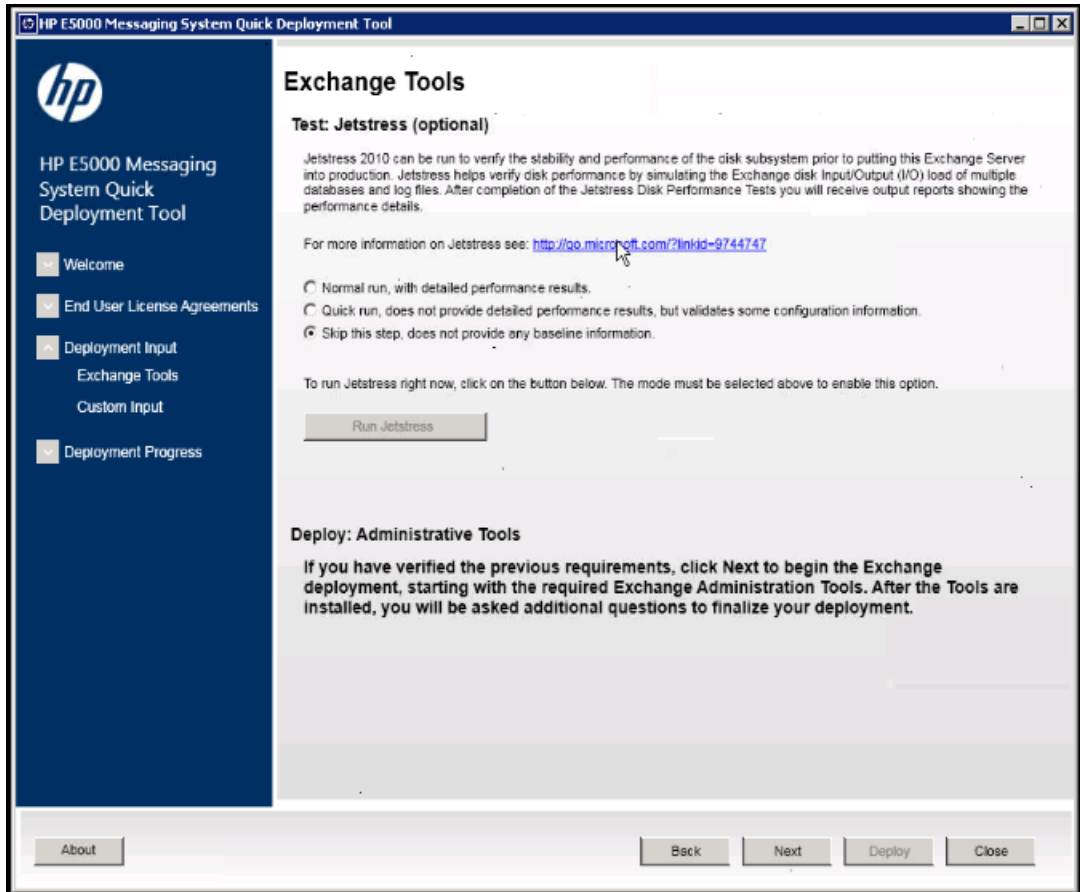 HP E5000 Messaging System Quick Deployment Tool
hp
HP E5000 Messaging
System Quick
Deployment Tool
Welcome
End User License Agreements
Deployment Input
Exchange Tools
Custom Input
Deployment Progress
Exchange Tools
Test: Jetstress (optional)
Jetstress 2010 can be run to verify the stability and performance of the disk subsystem prior to putting this Exchange Server
into production. Jetstress helps verify disk performance by simulating the Exchange disk Input/Output (I/O) load of multiple
databases and log files. After completion of the Jetstress Disk Performance Tests you will receive output reports showing the
performance details.
For more information on Jetstress see: http://go.microsoft.com/?linkid=9744747
Normal run, with detailed performance results.
Quick run, does not provide detailed performance results, but validates some configuration information.
Skip this step, does not provide any baseline information.
To run Jetstress right now, click on the button below. The mode must be selected above to enable this option.
Run Jetstress
Deploy: Administrative Tools
If you have verified the previous requirements, click Next to begin the Exchange
deployment, starting with the required Exchange Administration Tools. After the Tools are
installed, you will be asked additional questions to finalize your deployment.
About
Back
Next
Deploy
Close